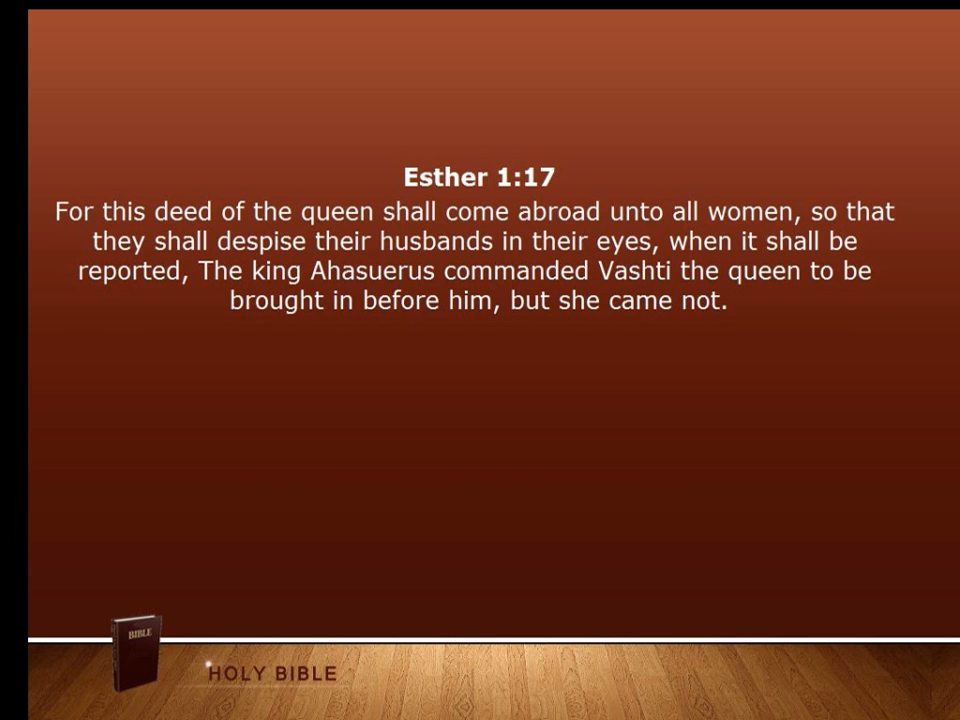 Esther 1:17
For this deed of the queen shall come abroad unto all women, so that
they shall despise their husbands in their eyes, when it shall be
reported, The king Ahasuerus commanded Vashti the queen to be
brought in before him, but she came not.
BIBLE
HOLY BIBLE